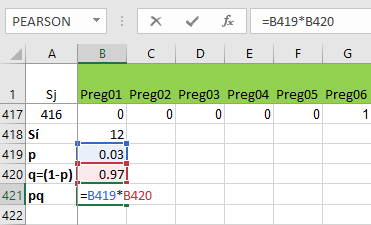 PEARSON =B419*B420
A B C D E F G
1 Sj Preg01 Preg02 Preg03 Preg04 Preg05 Preg06
417 416 0 0 0 0 0 1
418 Sí 12
419 p 0.03
420 q=(1-p) 0.97
421 pq =B419*B420
422